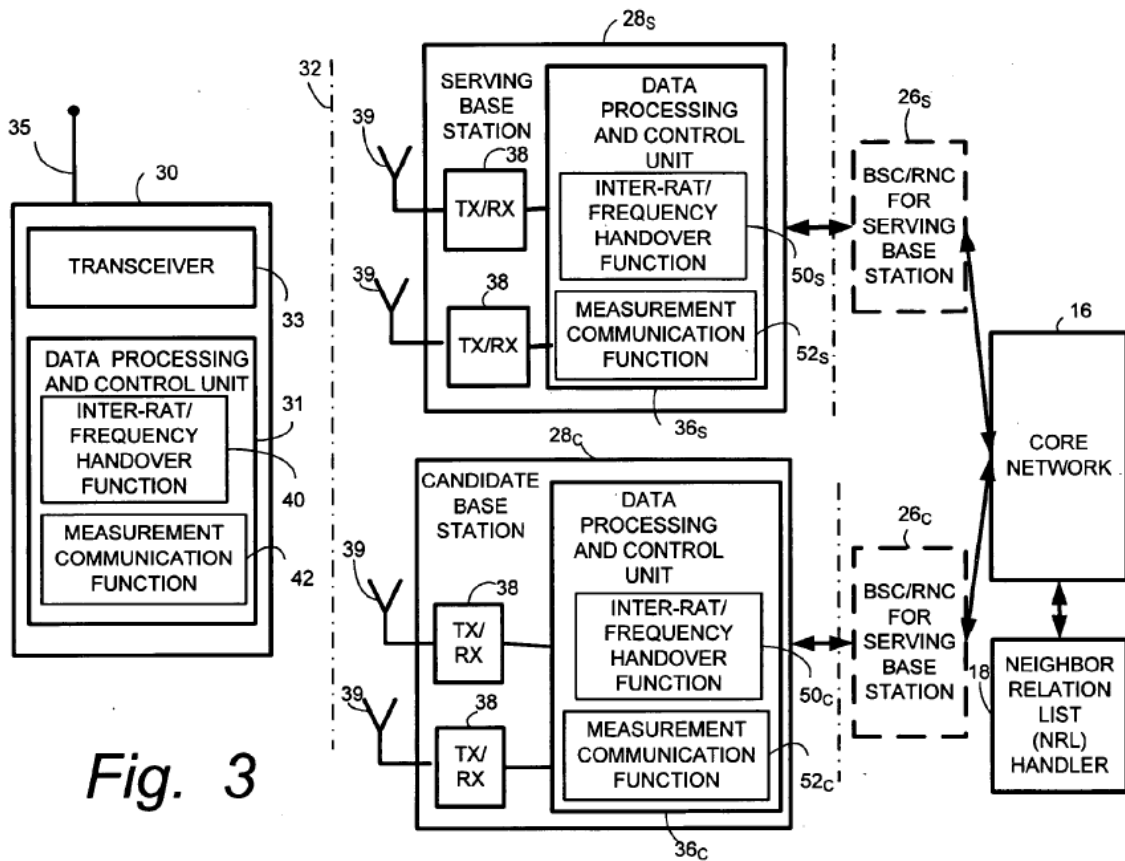 28S
32
26S
SERVING
BASE
STATION
DATA
PROCESSING
AND CONTROL
UNIT
39
38
35
30
TX/RX
INTER-RAT/
FREQUENCY
HANDOVER
FUNCTION
BSC/RNC
FOR
SERVING
BASE
STATION
50S
TRANSCEIVER
33
39
38
TX/RX
MEASUREMENT
COMMUNICATION
FUNCTION
52S
16
DATA PROCESSING
AND CONTROL UNIT
31
INTER-RAT/
FREQUENCY
HANDOVER
FUNCTION
40
MEASUREMENT
COMMUNICATION
FUNCTION
42
36S
28C
CORE
NETWORK
CANDIDATE
BASE
STATION
DATA
PROCESSING
AND CONTROL
UNIT
26C
39
38
TX/
RX
INTER-RAT/
FREQUENCY
HANDOVER
FUNCTION
50C
BSC/RNC
FOR
SERVING
BASE
STATION
18
NEIGHBOR
RELATION
LIST
(NRL)
HANDLER
39
38
TX/
RX
MEASUREMENT
COMMUNICATION
FUNCTION
52C
36C
Fig. 3